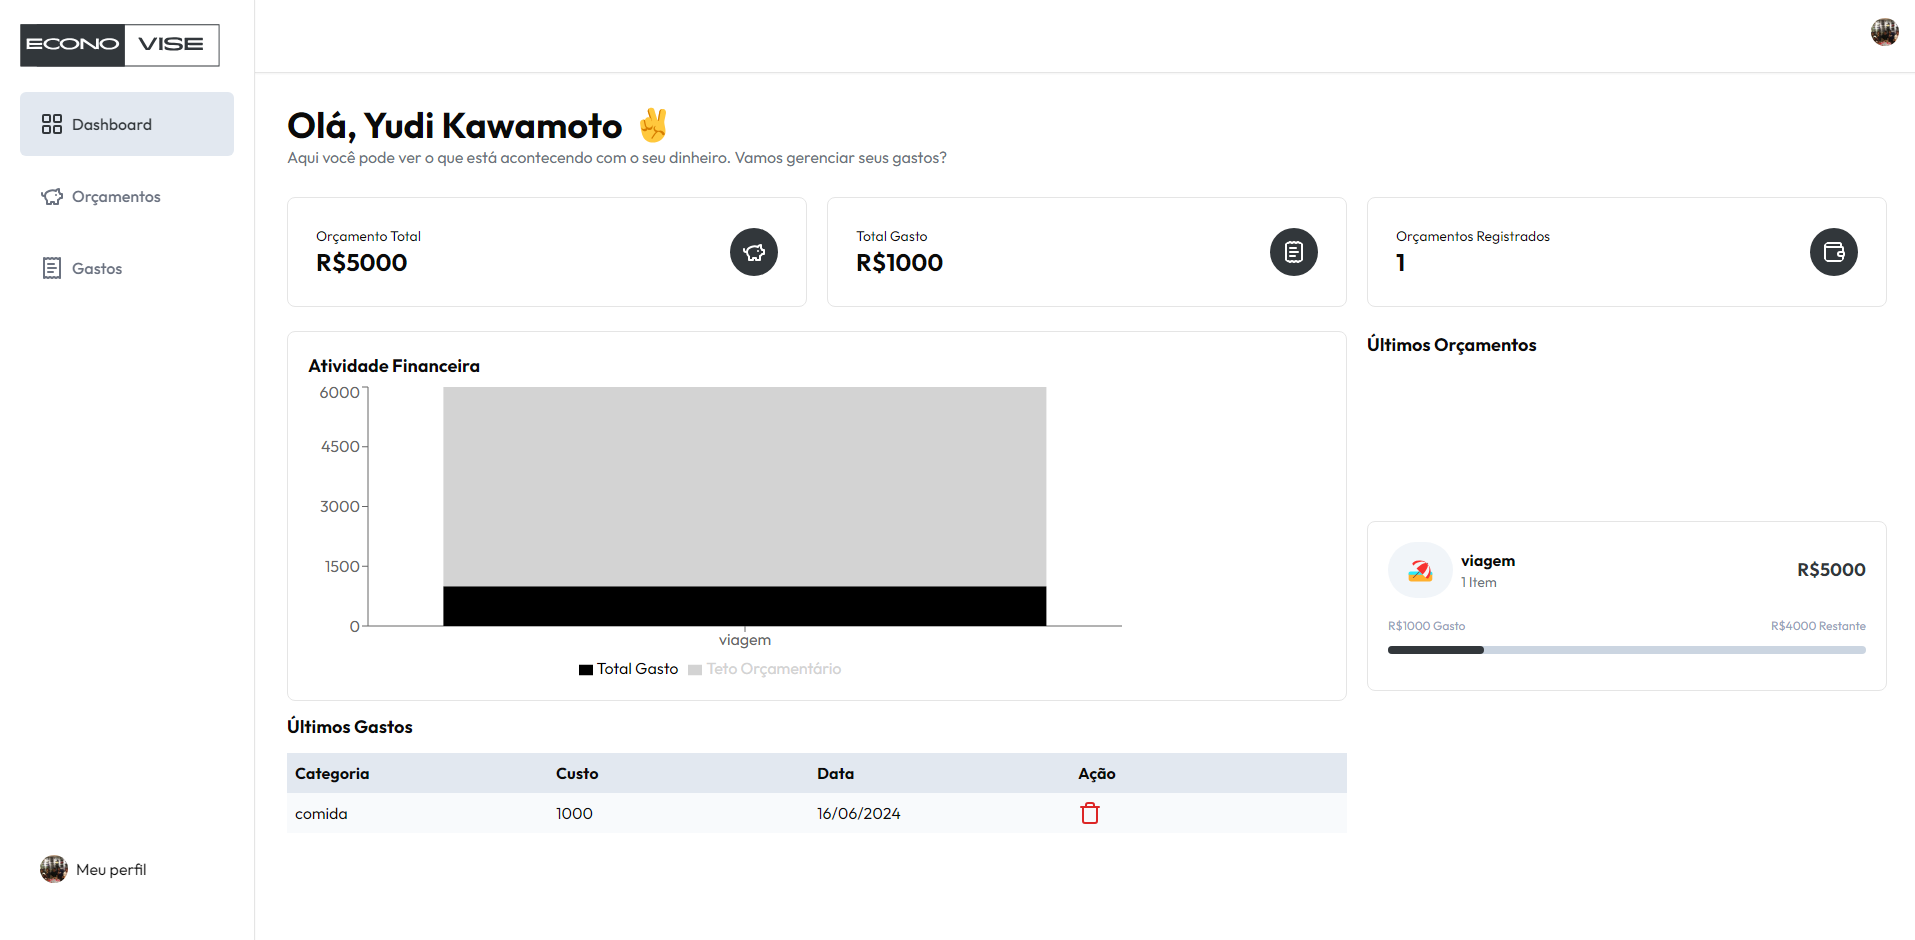 ECONO VISE
Dashboard
Orçamentos
Gastos
Meu perfil
Olá, Yudi Kawamoto ✌️
Aqui você pode ver o que está acontecendo com o seu dinheiro. Vamos gerenciar seus gastos?
Orçamento Total
R$5000
Total Gasto
R$1000
Orçamentos Registrados
1
Atividade Financeira
6000
4500
3000
1500
0
viagem
Total Gasto Teto Orçamentário
Últimos Orçamentos
viagem
1 Item
R$5000
R$1000 Gasto R$4000 Restante
Últimos Gastos
Categoria Custo Data Ação
comida 1000 16/06/2024